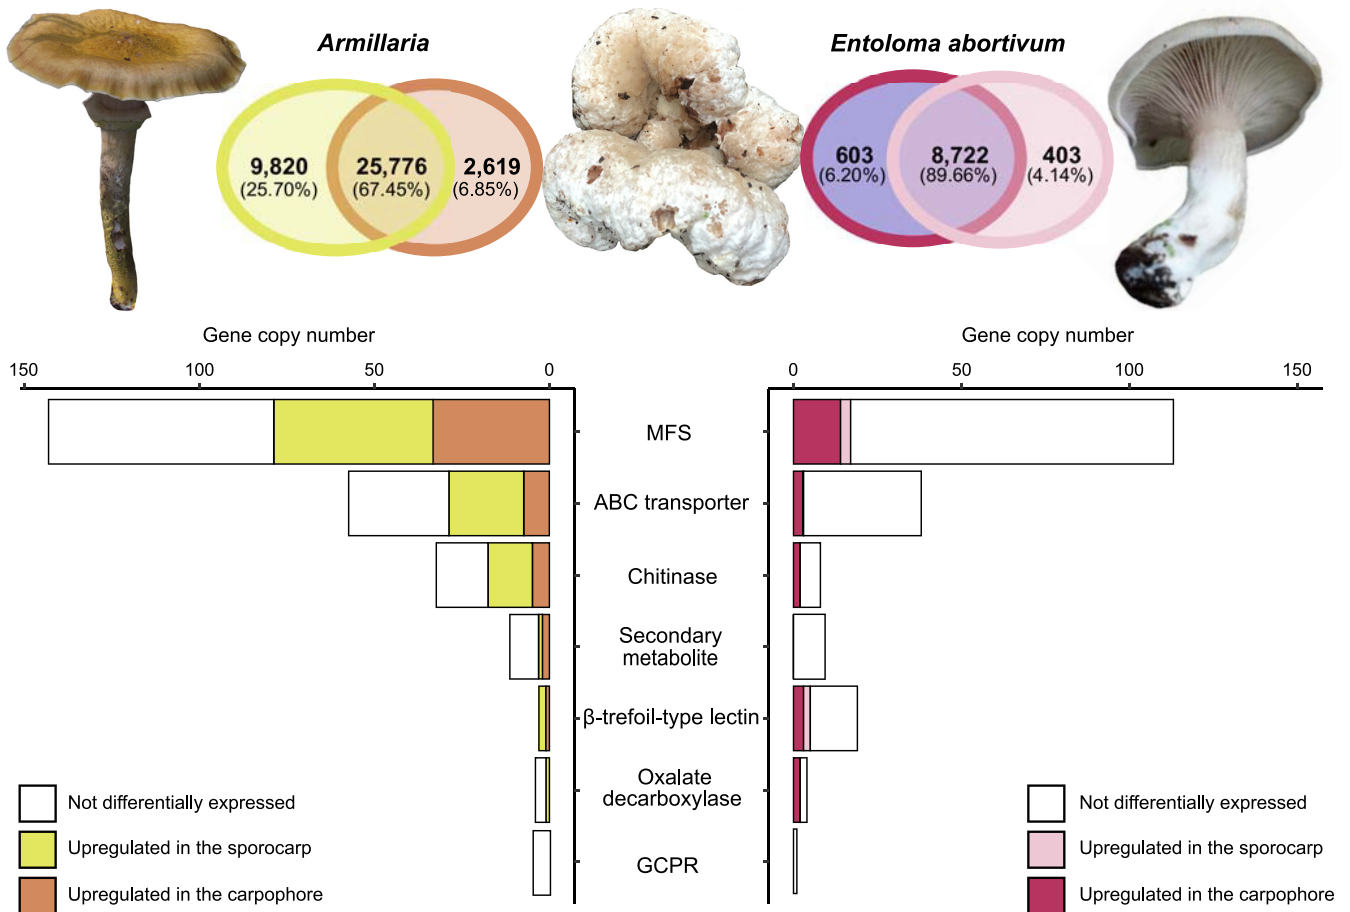 Armillaria
Entoloma abortivum
9,820
(25.70%)
25,776
(67.45%)
2,619
(6.85%)
603
(6.20%)
8,722
(89.66%)
403
(4.14%)
Gene copy number
Gene copy number
150 100 50 0
0 50 100 150
MFS
ABC transporter
Chitinase
Secondary
metabolite
β-trefoil-type lectin
Oxalate
decarboxylase
GCPR
Not differentially expressed
Upregulated in the sporocarp
Upregulated in the carpophore
Not differentially expressed
Upregulated in the sporocarp
Upregulated in the carpophore